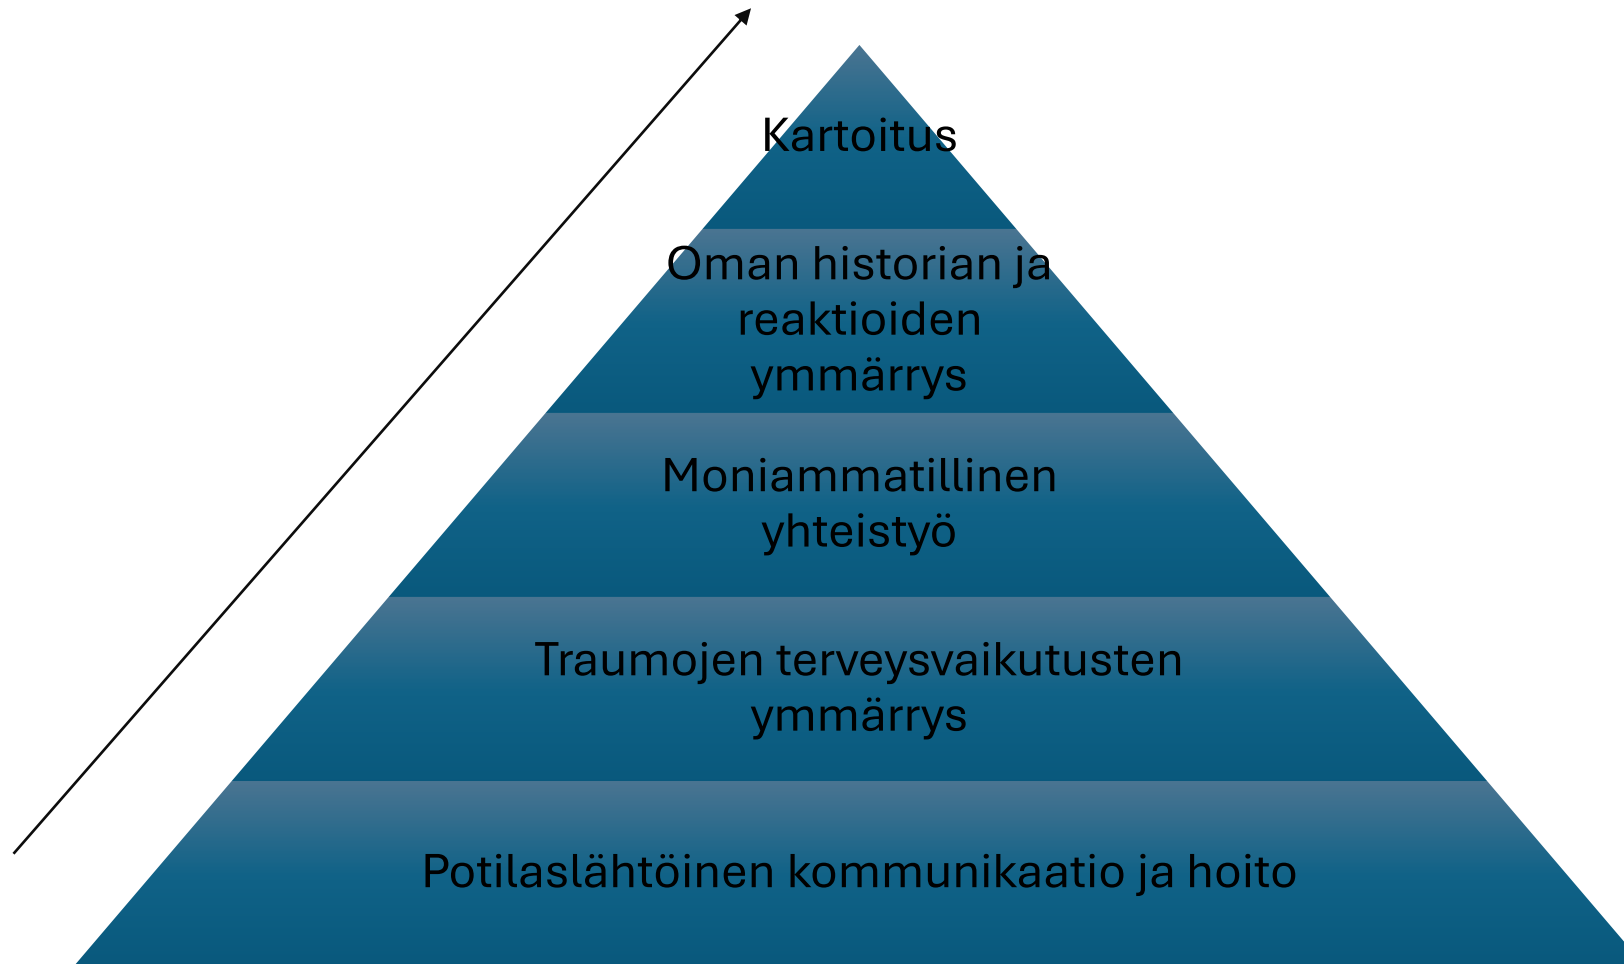 Kartoitus
Oman historian ja
reaktioiden
ymmärrys
Moniammatillinen
yhteistyö
Traumojen terveysvaikutusten
ymmärrys
Potilaslähtöinen kommunikaatio ja hoito